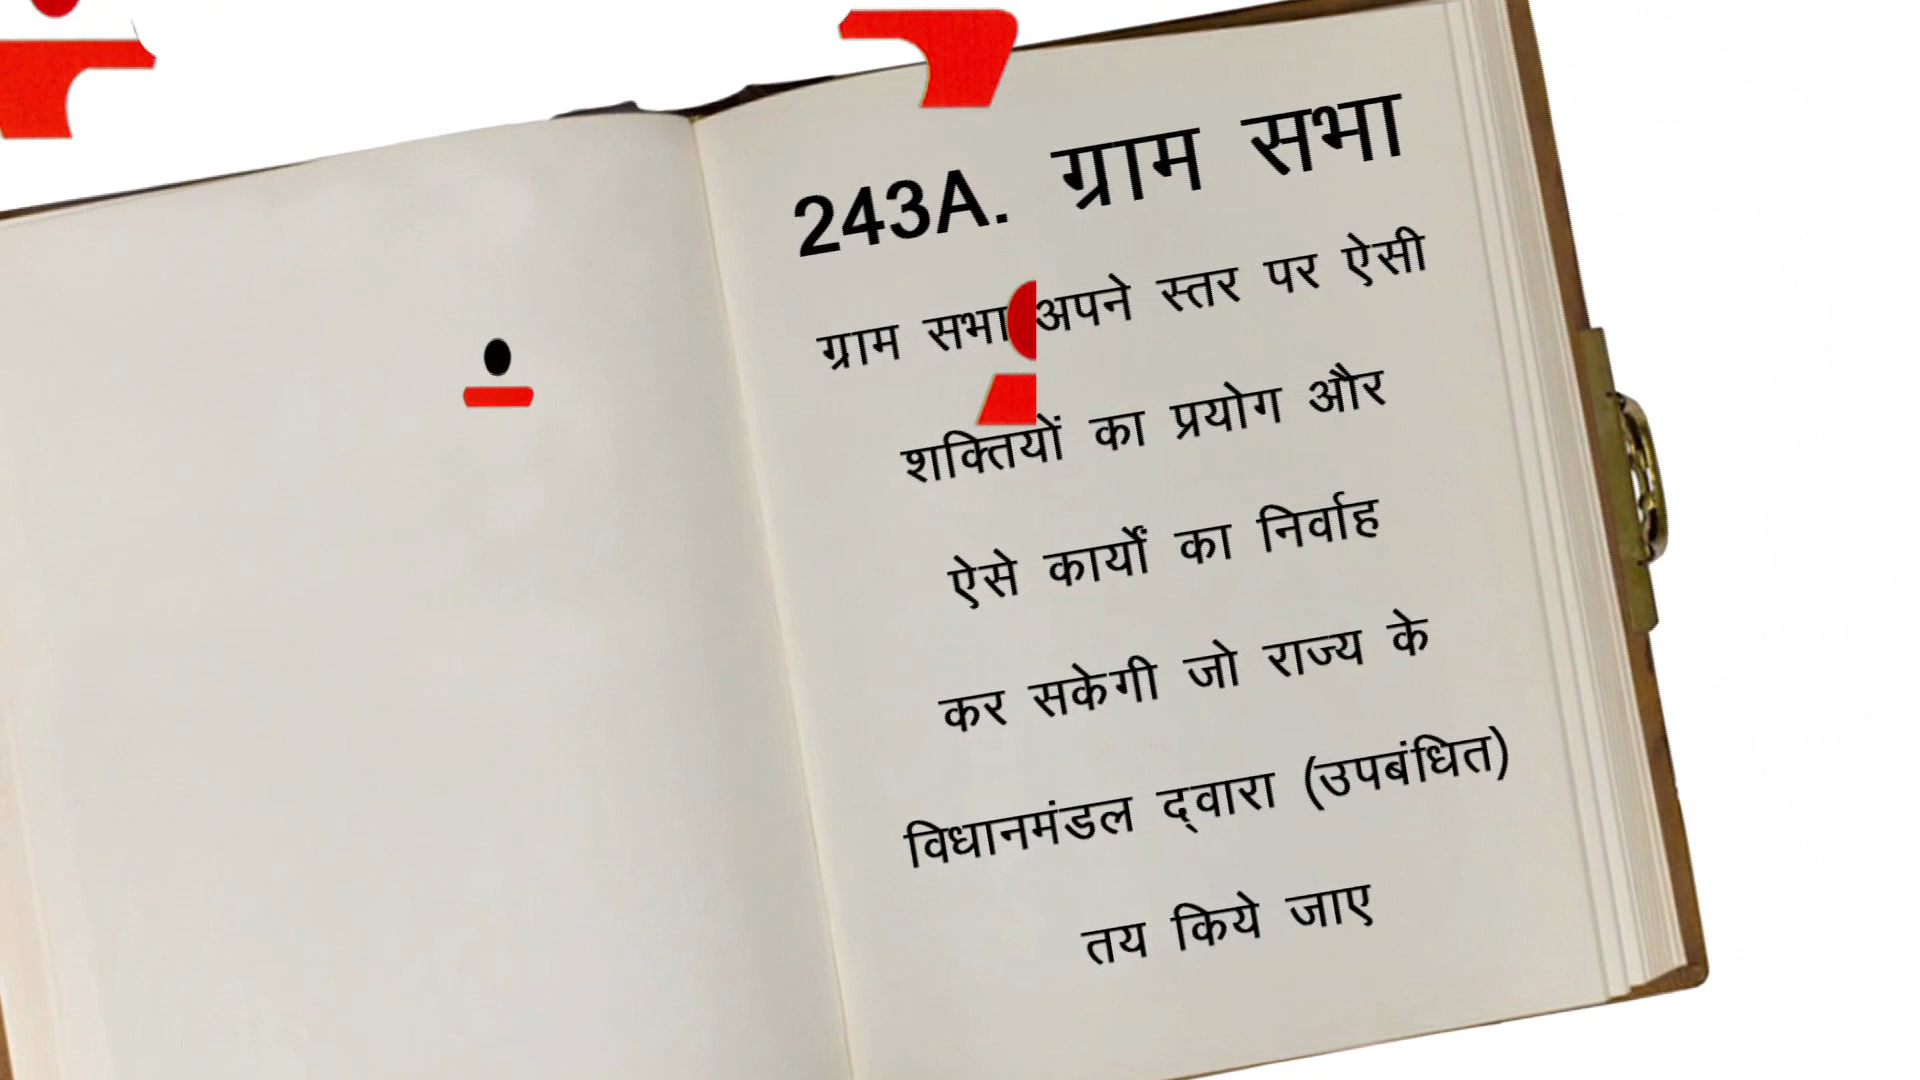 243A. ग्राम सभा
ग्राम सभा अपने स्तर पर ऐसी
शक्तियों का प्रयोग और
ऐसे कार्यों का निर्वाह
कर सकेगी जो राज्य के
विधानमंडल द्वारा (उपबंधित)
तय किये जाए